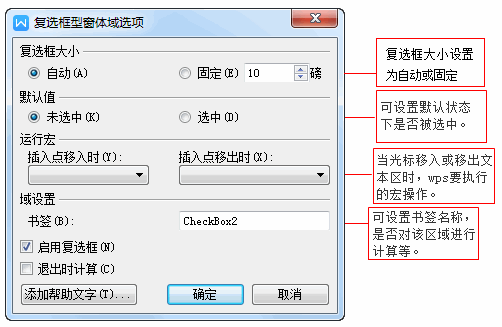 复选框型窗体域选项
复选框大小
自动(A)
固定(E)
10
磅
默认值
未选中(K)
选中(D)
运行宏
插入点移入时(Y):
插入点移出时(X):
域设置
书签(B):
CheckBox2
启用复选框(N)
退出时计算(C)
添加帮助文字(T)...
确定
取消
复选框大小设置
为自动或固定
可设置默认状态
下是否被选中。
当光标移入或移出文
本区时，wps要执行
的宏操作。
可设置书签名称，
是否对该区域进行
计算等。